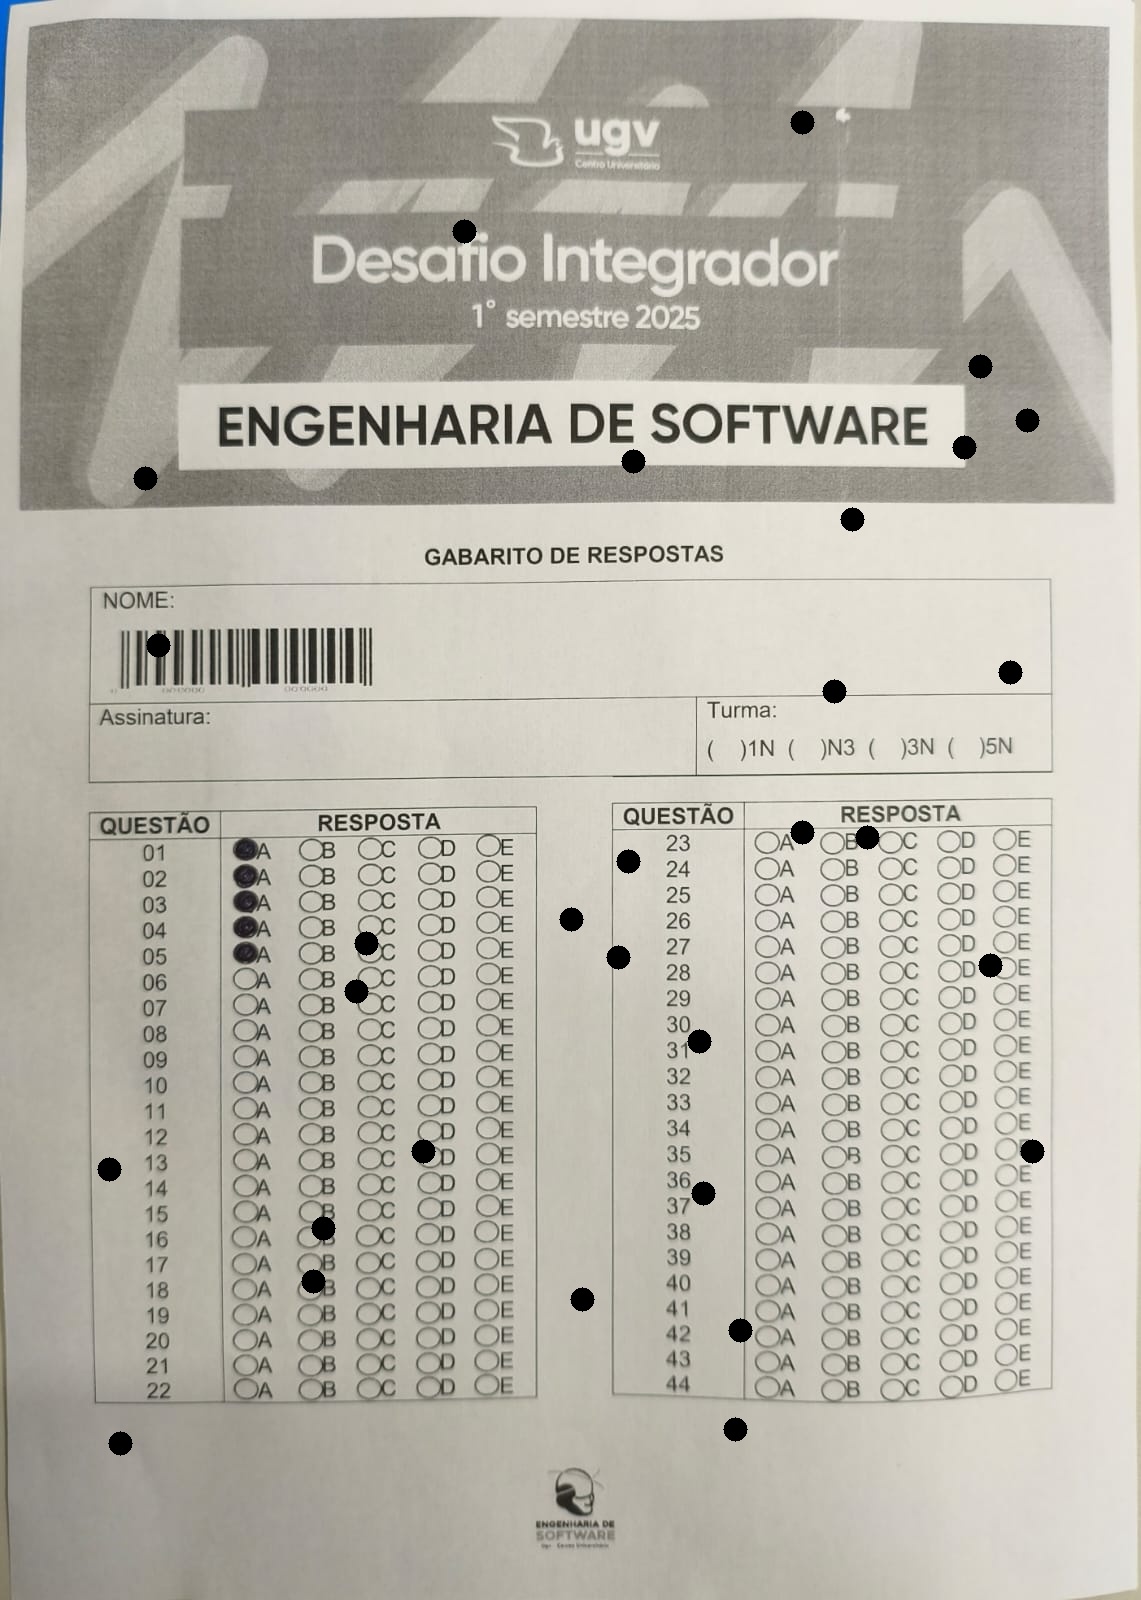 ugv
Centro Universitário
Desafio Integrador
1° semestre 2025
ENGENHARIA DE SOFTWARE
GABARITO DE RESPOSTAS
NOME:
Assinatura:
Turma:
( )1N ( )N3 ( )3N ( )5N
QUESTÃO RESPOSTA
01 A B C D E
02 A B C D E
03 A B C D E
04 A B C D E
05 A B C D E
06 A B C D E
07 A B C D E
08 A B C D E
09 A B C D E
10 A B C D E
11 A B C D E
12 A B C D E
13 A B C D E
14 A B C D E
15 A B C D E
16 A B C D E
17 A B C D E
18 A B C D E
19 A B C D E
20 A B C D E
21 A B C D E
22 A B C D E
QUESTÃO RESPOSTA
23 A B C D E
24 A B C D E
25 A B C D E
26 A B C D E
27 A B C D E
28 A B C D E
29 A B C D E
30 A B C D E
31 A B C D E
32 A B C D E
33 A B C D E
34 A B C D E
35 A B C D E
36 A B C D E
37 A B C D E
38 A B C D E
39 A B C D E
40 A B C D E
41 A B C D E
42 A B C D E
43 A B C D E
44 A B C D E
ENGENHARIA DE
SOFTWARE